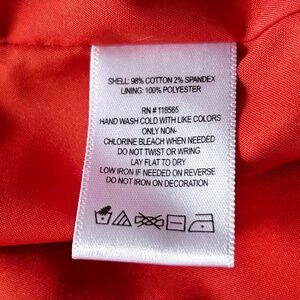 SHELL: 98% COTTON 2% SPANDEX
LINING: 100% POLYESTER
RN # 118565
HAND WASH COLD WITH LIKE COLORS
ONLY NON-
CHLORINE BLEACH WHEN NEEDED
DO NOT TWIST OR WRING
LAY FLAT TO DRY
LOW IRON IF NEEDED ON REVERSE
DO NOT IRON ON DECORATION